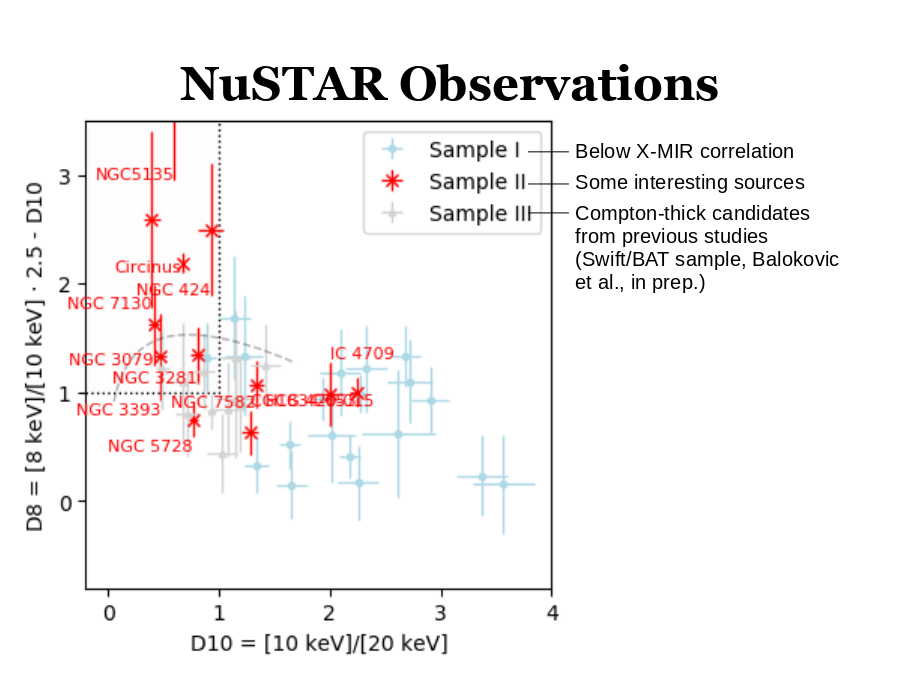 NuSTAR Observations
Sample I
Below X-MIR correlation
Sample II
Some interesting sources
Sample III
Compton-thick candidates
from previous studies
(Swift/BAT sample, Balokovic
et al., in prep.)
D8 = [8 keV]/[10 keV] · 2.5 - D10
3
2
1
0
NGC5135
Circinus
NGC 424
NGC 7130
NGC 3079
IC 4709
NGC 3281
NGC 7582
NGC 3393
NGC 5728
0
1
2
3
4
D10 = [10 keV]/[20 keV]